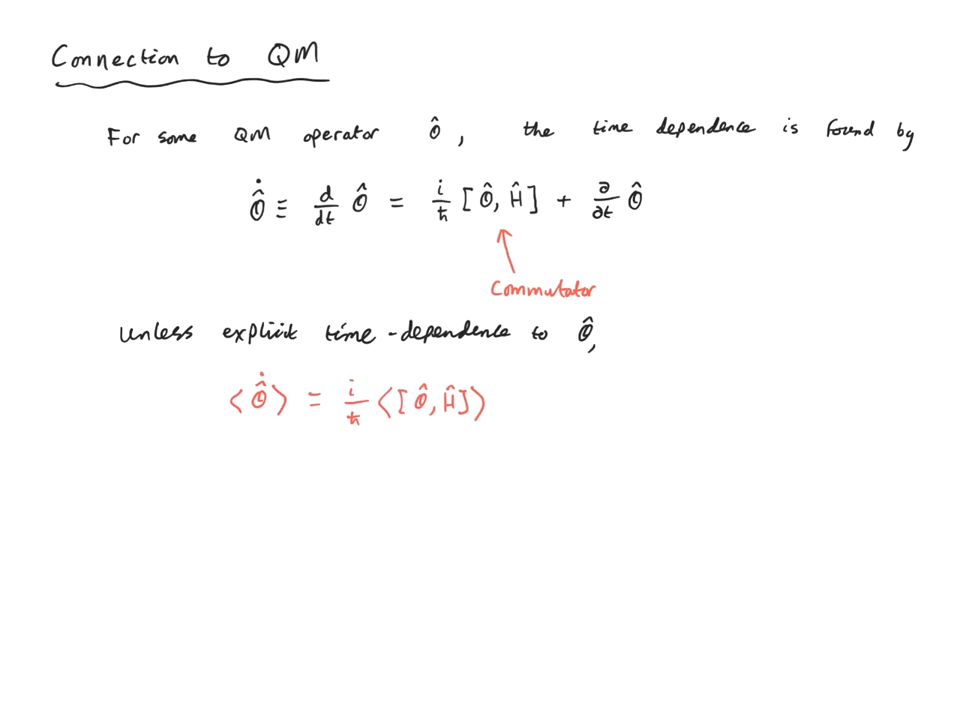 Connection to QM
For some QM operator Ô, the time dependence is found by
Ô̇ ≡ d/dt Ô = i/ħ [Ô, Ĥ] + ∂/∂t Ô
Commutator
Unless explicit time-dependence to Ô,
⟨Ô̇⟩ = i/ħ ⟨[Ô, Ĥ]⟩